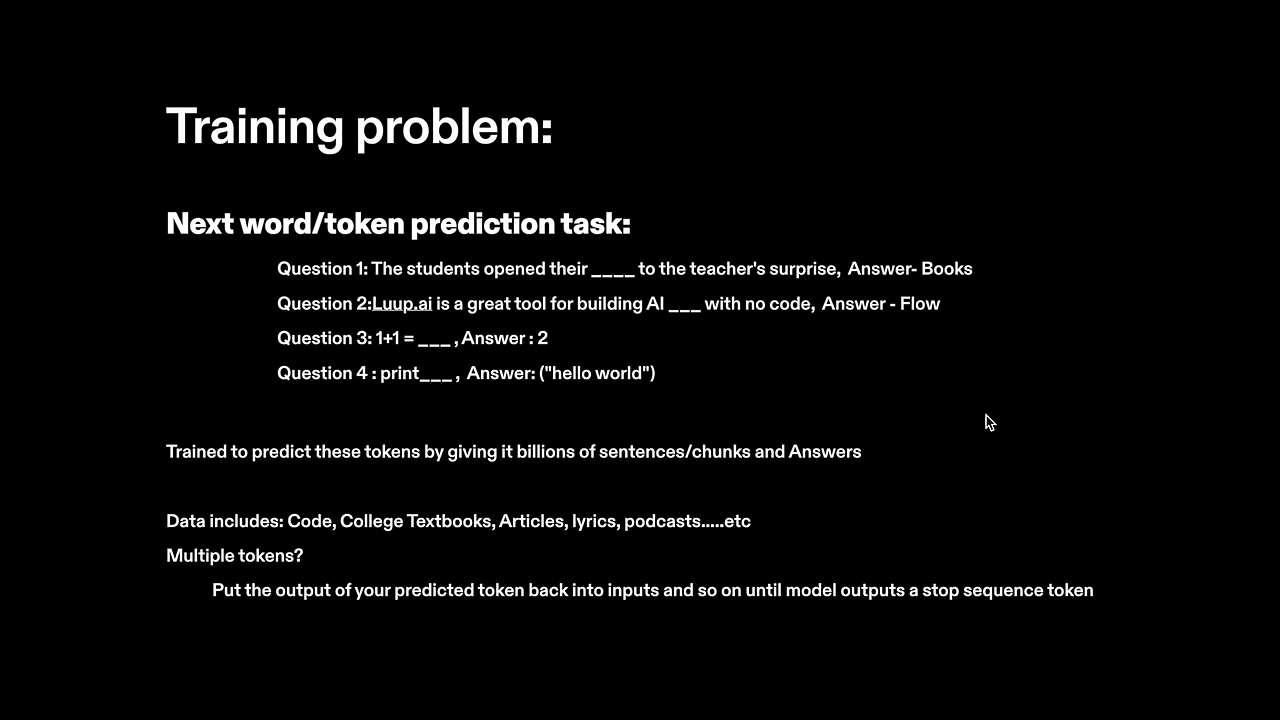 Training problem:
Next word/token prediction task:
Question 1: The students opened their ____ to the teacher's surprise,  Answer- Books
Question 2:Luup.ai is a great tool for building AI ___ with no code,  Answer - Flow
Question 3: 1+1 = ___ , Answer : 2
Question 4 : print___ ,  Answer: ("hello world")
Trained to predict these tokens by giving it billions of sentences/chunks and Answers
Data includes: Code, College Textbooks, Articles, lyrics, podcasts.....etc
Multiple tokens?
Put the output of your predicted token back into inputs and so on until model outputs a stop sequence token